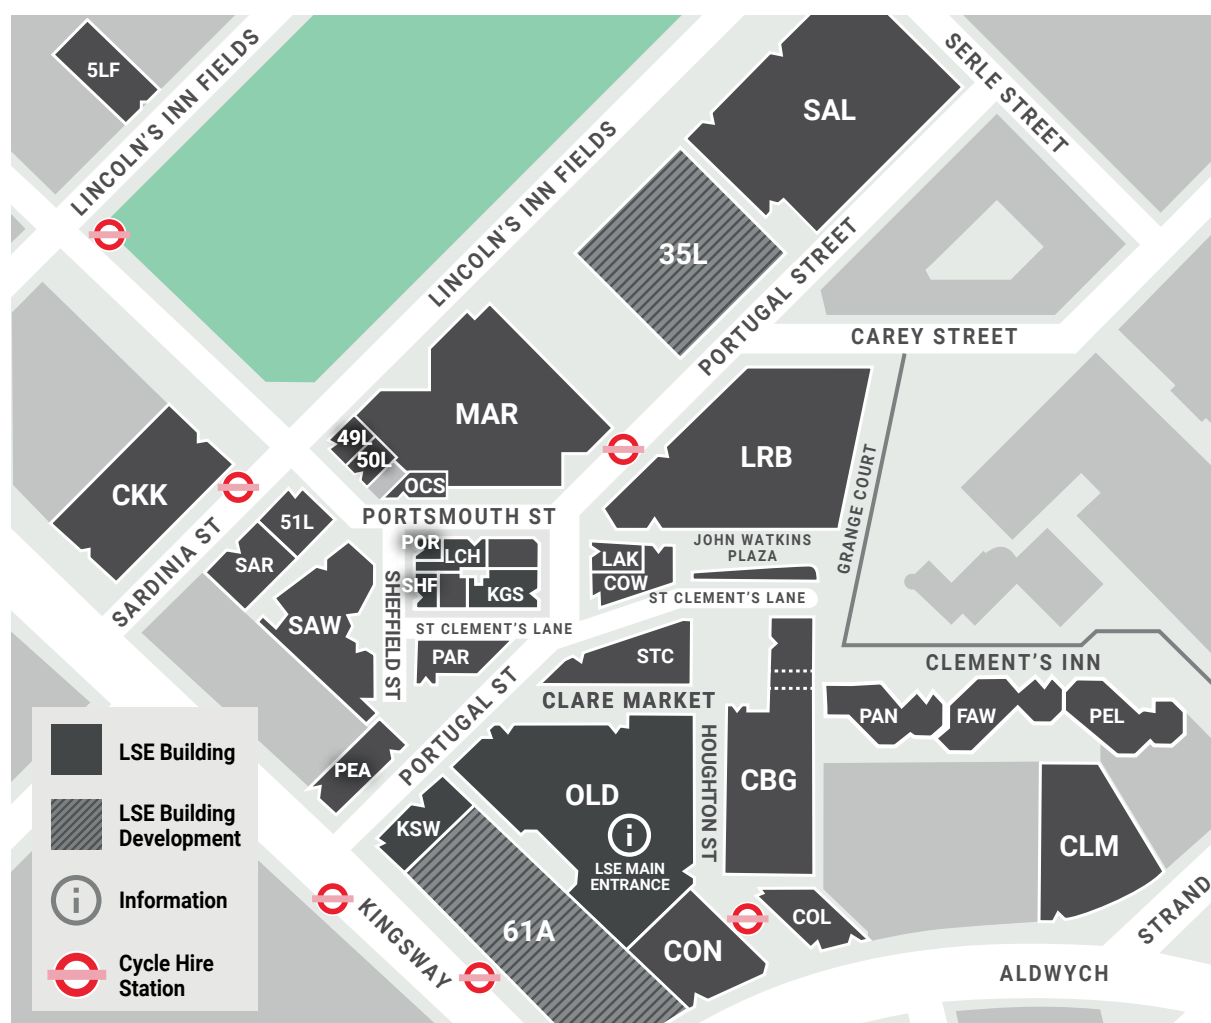 5LF
LINCOLN'S INN FIELDS
SERLE STREET
SAL
LINCOLN'S INN FIELDS
35L
PORTUGAL STREET
CAREY STREET
MAR
49L
50L
OCS
LRB
GRANGE COURT
CKK
SARDINIA ST
51L
SAR
PORTSMOUTH ST
POR
LCH
SHF
KGS
SHEFFIELD ST
LAK
COW
JOHN WATKINS
PLAZA
ST CLEMENT'S LANE
ST CLEMENT'S LANE
SAW
PAR
STC
CLARE MARKET
CLEMENT'S INN
PAN
FAW
PEL
PORTUGAL ST
PEA
HOUGHTON ST
OLD
LSE MAIN
ENTRANCE
CBG
KSW
CLM
61A
CON
COL
KINGSWAY
ALDWYCH
STRAND
LSE Building
LSE Building
Development
Information
Cycle Hire
Station